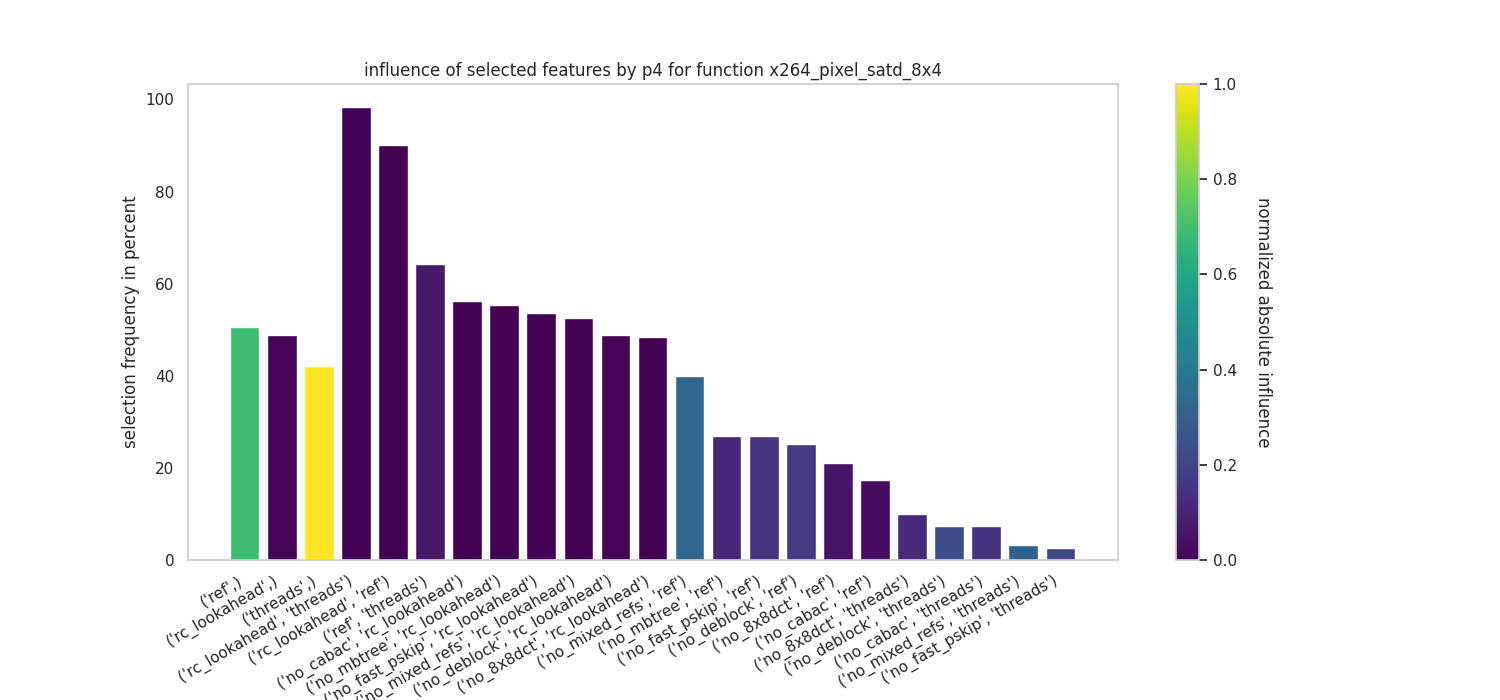 influence of selected features by p4 for function x264_pixel_satd_8x4
selection frequency in percent
100
80
60
40
20
0
('ref',)
('rc_lookahead',)
('threads',)
('rc_lookahead', 'threads')
('rc_lookahead', 'ref')
('ref', 'threads')
('no_cabac', 'rc_lookahead')
('no_mbtree', 'rc_lookahead')
('no_fast_pskip', 'rc_lookahead')
('no_mixed_refs', 'rc_lookahead')
('no_deblock', 'rc_lookahead')
('no_8x8dct', 'rc_lookahead')
('no_mixed_refs', 'ref')
('no_mbtree', 'ref')
('no_fast_pskip', 'ref')
('no_deblock', 'ref')
('no_8x8dct', 'ref')
('no_cabac', 'ref')
('no_8x8dct', 'threads')
('no_deblock', 'threads')
('no_cabac', 'threads')
('no_mixed_refs', 'threads')
('no_fast_pskip', 'threads')
1.0
0.8
0.6
0.4
0.2
0.0
normalized absolute influence